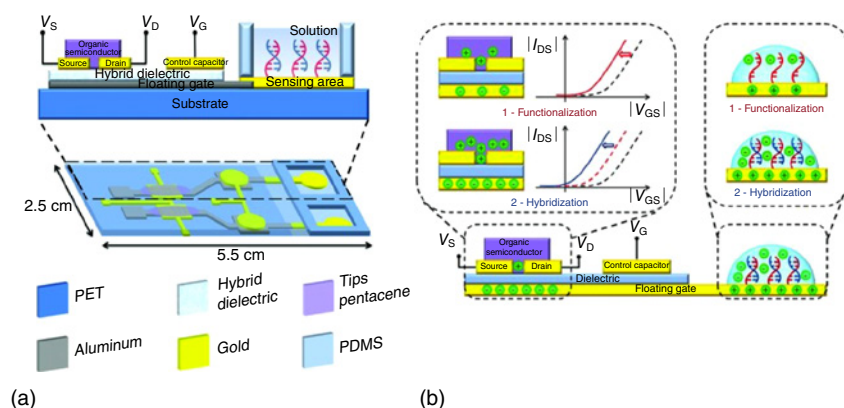 V_S
V_D
V_G
Organic
semiconductor
Source
Drain
Control capacitor
Solution
Hybrid dielectric
Floating gate
Sensing area
Substrate
2.5 cm
5.5 cm
PET
Hybrid
dielectric
Tips
pentacene
Aluminum
Gold
PDMS
(a)
|I_DS|
1 - Functionalization
|V_GS|
|I_DS|
2 - Hybridization
|V_GS|
1 - Functionalization
2 - Hybridization
V_S
V_D
V_G
Organic
semiconductor
Source
Drain
Control capacitor
Dielectric
Floating gate
(b)